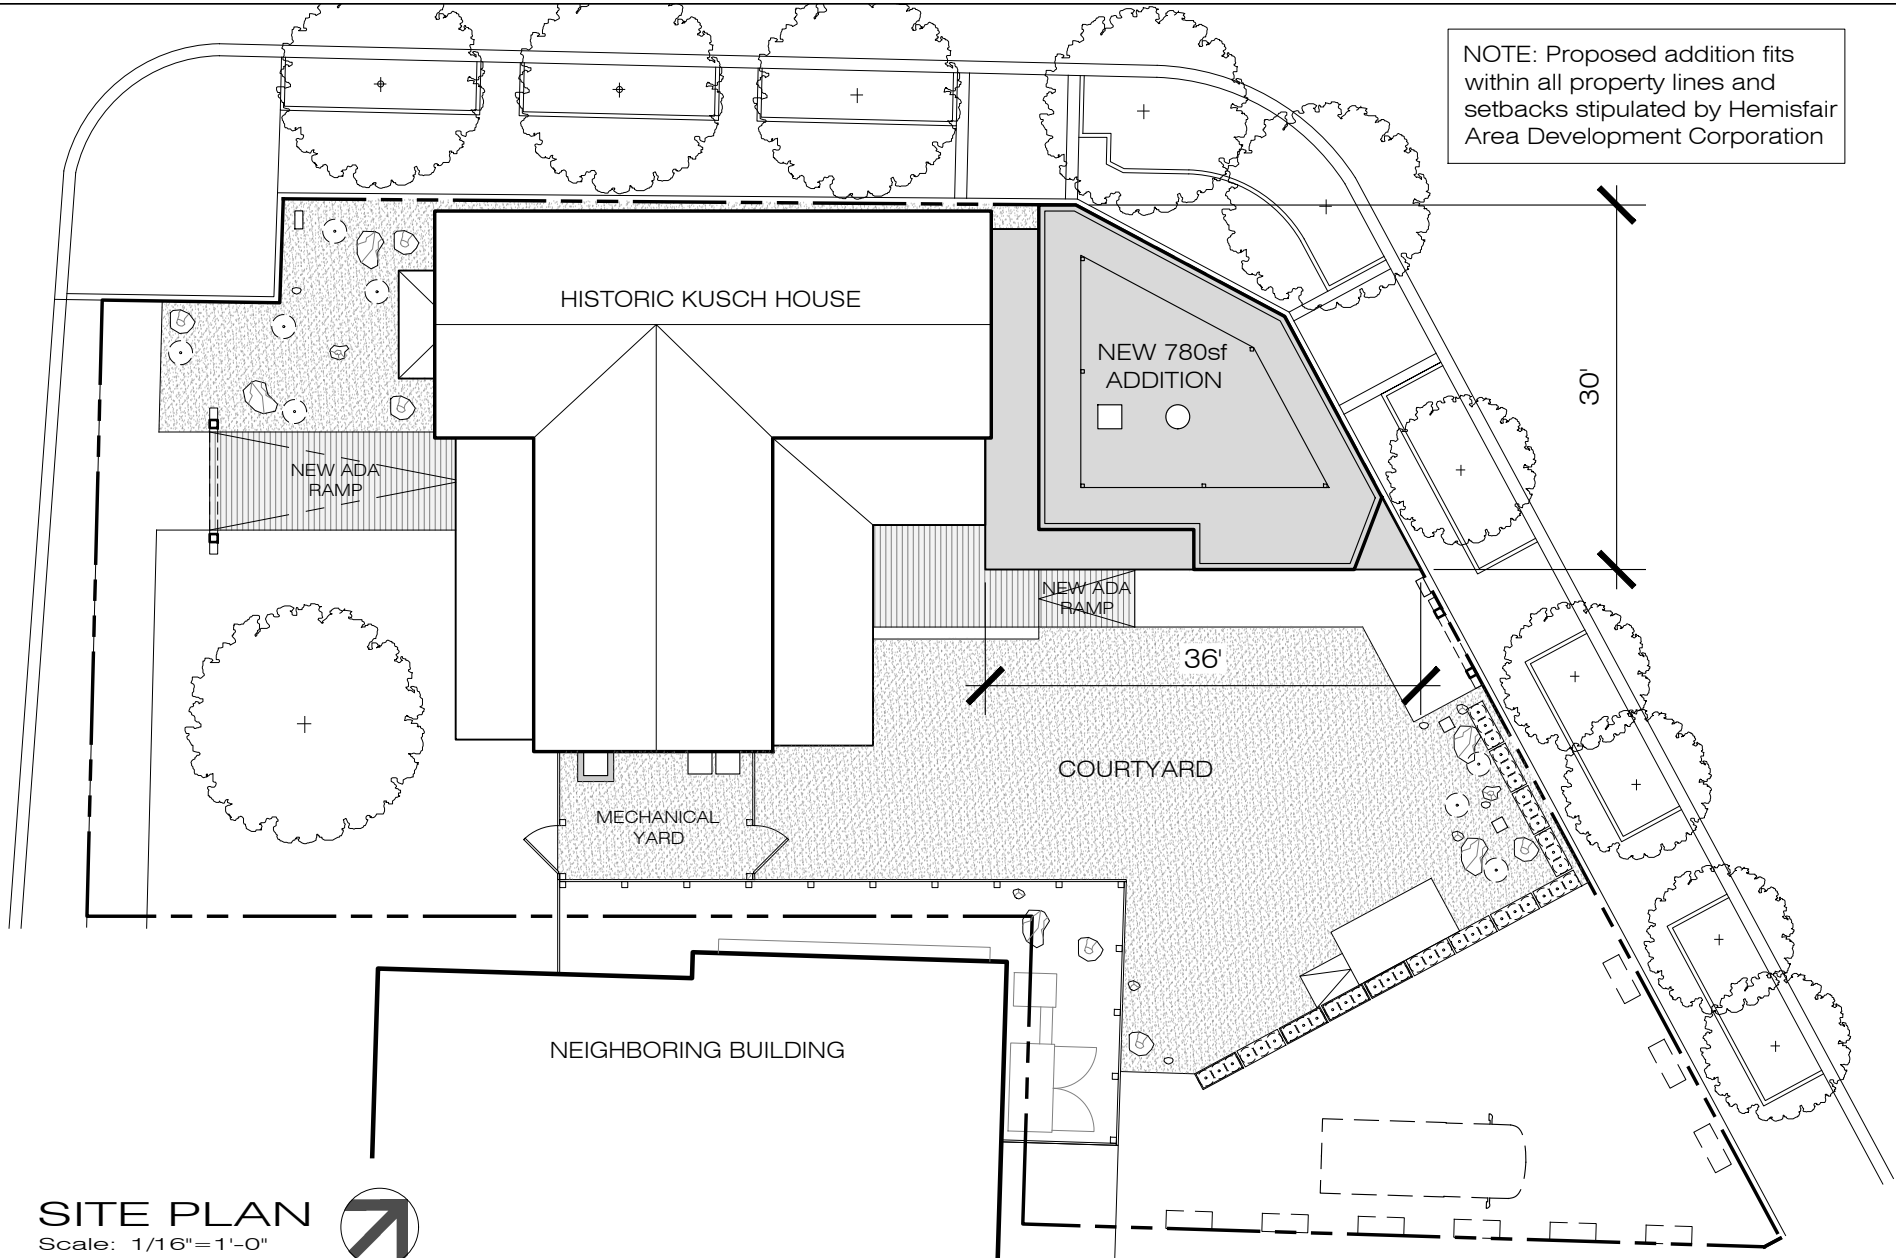 NOTE: Proposed addition fits
within all property lines and
setbacks stipulated by Hemisfair
Area Development Corporation
HISTORIC KUSCH HOUSE
NEW 780sf
ADDITION
30'
NEW ADA
RAMP
NEW ADA
RAMP
36'
COURTYARD
MECHANICAL
YARD
NEIGHBORING BUILDING
SITE PLAN
Scale: 1/16"=1'-0"